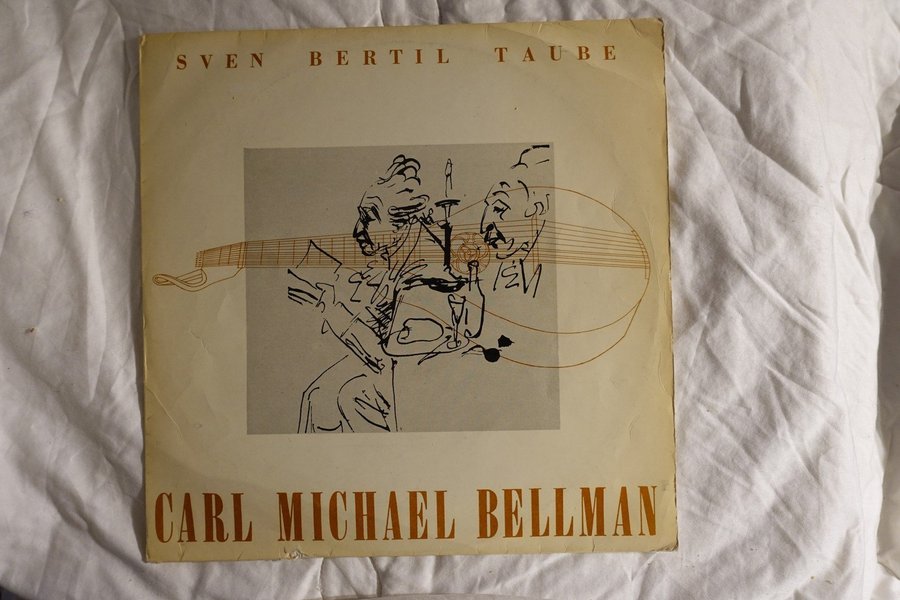 SVEN BERTIL TAUBE
CARL MICHAEL BELLMAN